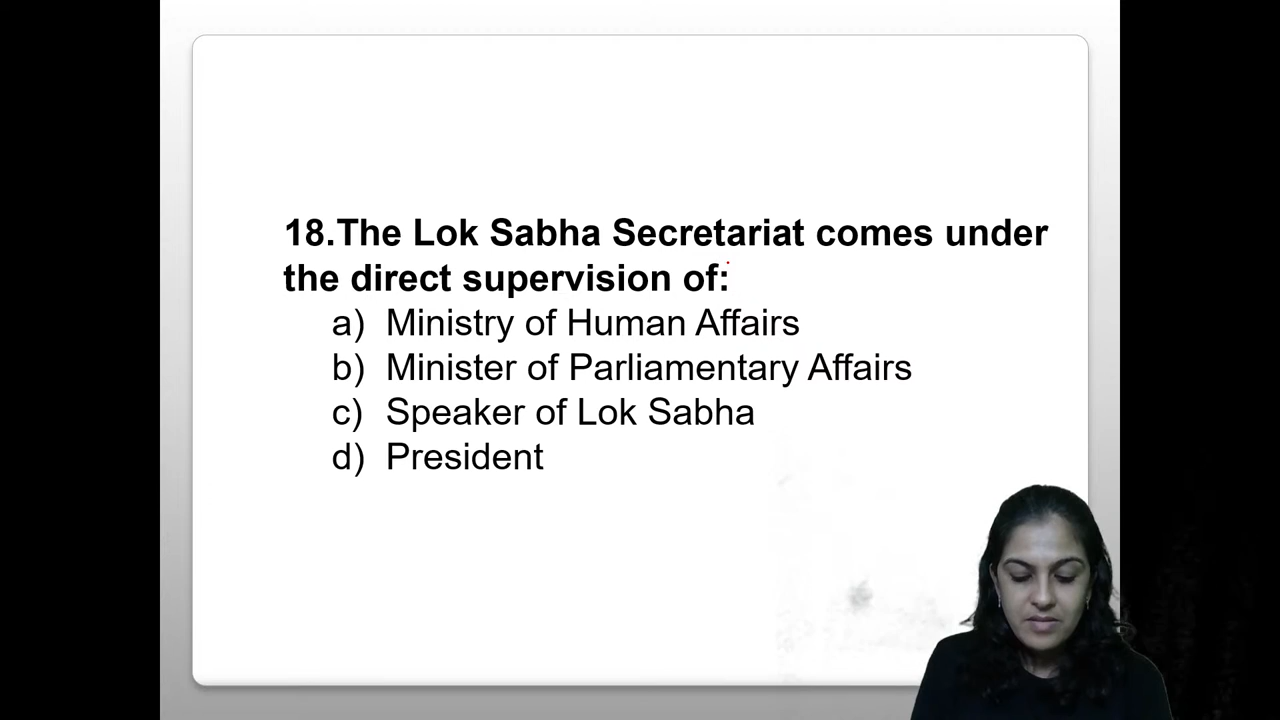 18.The Lok Sabha Secretariat comes under
the direct supervision of:
a) Ministry of Human Affairs
b) Minister of Parliamentary Affairs
c) Speaker of Lok Sabha
d) President